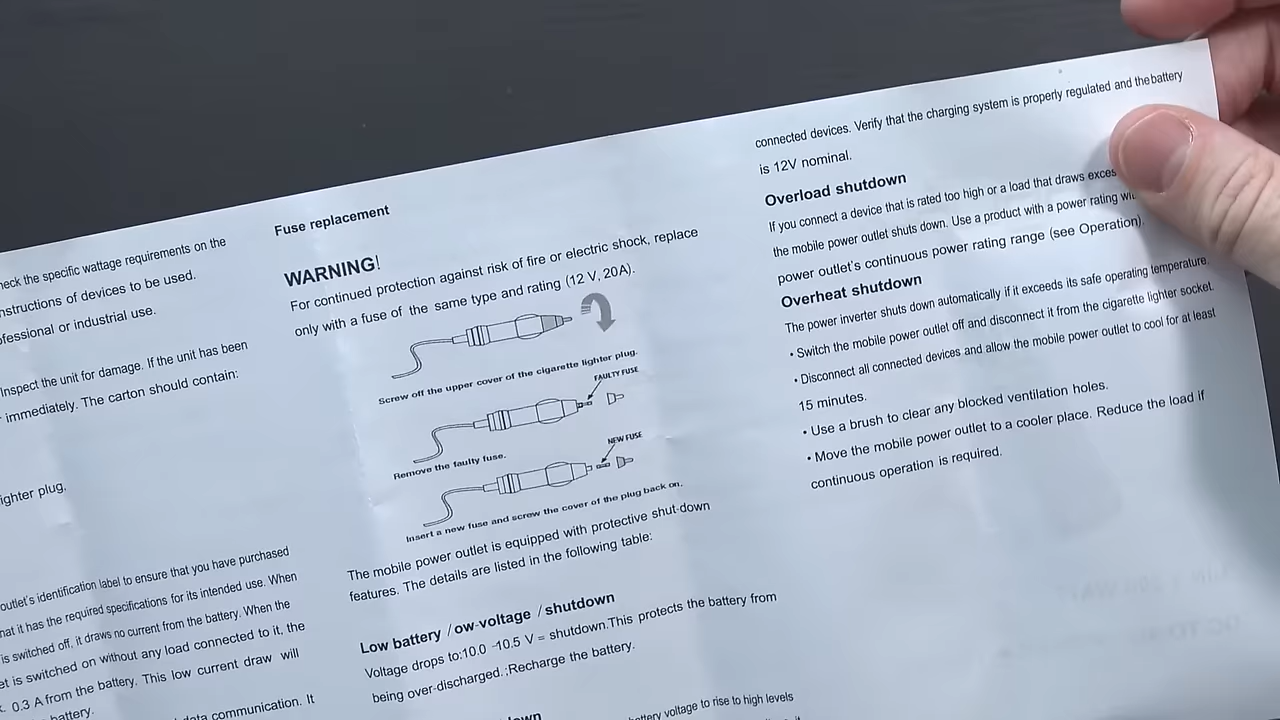 heck the specific wattage requirements on the
nstructions of devices to be used.
ofessional or industrial use.
Inspect the unit for damage. If the unit has been
immediately. The carton should contain:
ighter plug.
outlet's identification label to ensure that you have purchased
hat it has the required specifications for its intended use. When
is switched off, it draws no current from the battery. When the
et is switched on without any load connected to it, the
0.3 A from the battery. This low current draw will
battery.
data communication. It
Fuse replacement
WARNING!
For continued protection against risk of fire or electric shock, replace
only with a fuse of the same type and rating (12 V, 20A).
Screw off the upper cover of the cigarette lighter plug.
FAULTY FUSE
Remove the faulty fuse.
NEW FUSE
Insert a new fuse and screw the cover of the plug back on.
The mobile power outlet is equipped with protective shut-down
features. The details are listed in the following table:
Low battery / ow-voltage / shutdown
Voltage drops to:10.0 -10.5 V = shutdown.This protects the battery from
being over-discharged.;Recharge the battery.
down
battery voltage to rise to high levels
connected devices. Verify that the charging system is properly regulated and the battery
is 12V nominal.
Overload shutdown
If you connect a device that is rated too high or a load that draws exces
the mobile power outlet shuts down. Use a product with a power rating wi
power outlet's continuous power rating range (see Operation).
Overheat shutdown
The power inverter shuts down automatically if it exceeds its safe operating temperature.
• Switch the mobile power outlet off and disconnect it from the cigarette lighter socket.
• Disconnect all connected devices and allow the mobile power outlet to cool for at least
15 minutes.
• Use a brush to clear any blocked ventilation holes.
• Move the mobile power outlet to a cooler place. Reduce the load if
continuous operation is required.